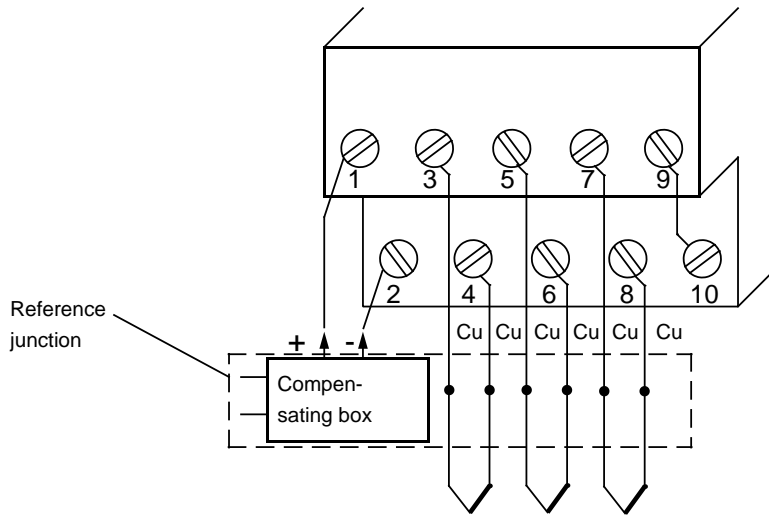 1 3 5 7 9
2 4 6 8 10
Reference
junction
+ -
Cu Cu Cu Cu Cu Cu
Compen-
sating box